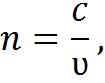 n = c/υ,